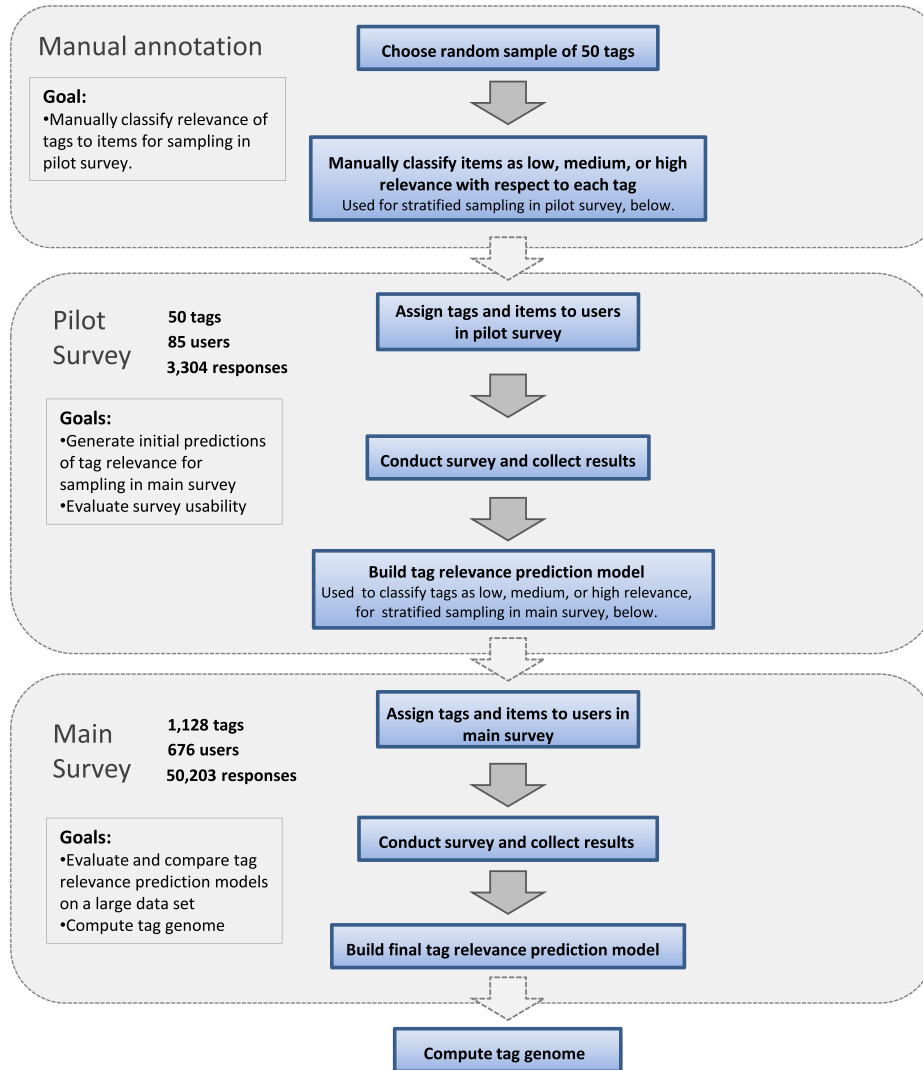 Manual annotation
Choose random sample of 50 tags
Goal:
•Manually classify relevance of
tags to items for sampling in
pilot survey.
Manually classify items as low, medium, or high
relevance with respect to each tag
Used for stratified sampling in pilot survey, below.
Pilot
Survey
50 tags
85 users
3,304 responses
Assign tags and items to users
in pilot survey
Goals:
•Generate initial predictions
of tag relevance for
sampling in main survey
•Evaluate survey usability
Conduct survey and collect results
Build tag relevance prediction model
Used to classify tags as low, medium, or high relevance,
for stratified sampling in main survey, below.
Main
Survey
1,128 tags
676 users
50,203 responses
Assign tags and items to users in
main survey
Goals:
•Evaluate and compare tag
relevance prediction models
on a large data set
•Compute tag genome
Conduct survey and collect results
Build final tag relevance prediction model
Compute tag genome